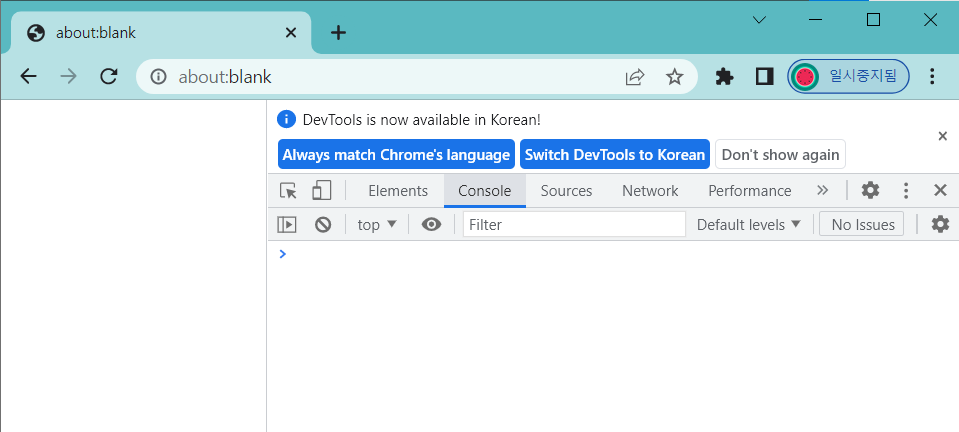 about:blank
about:blank
일시중지됨
DevTools is now available in Korean!
Always match Chrome's language Switch DevTools to Korean Don't show again
Elements Console Sources Network Performance
top Filter Default levels No Issues